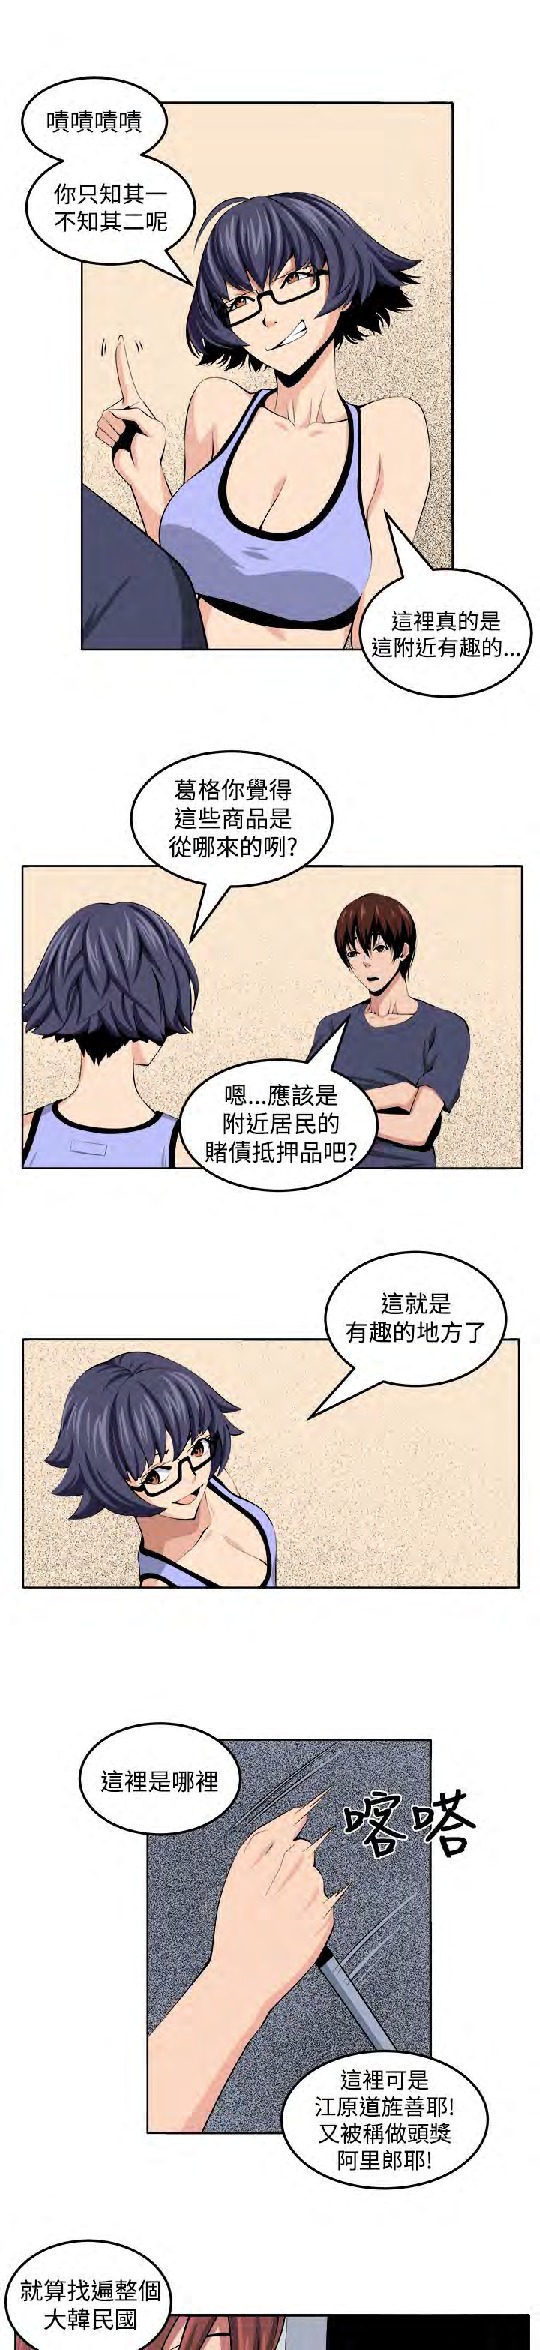 嘖嘖嘖嘖
你只知其一
不知其二呢
這裡真的是
這附近有趣的...
葛格你覺得
這些商品是
從哪來的咧?
嗯...應該是
附近居民的
賭債抵押品吧?
這就是
有趣的地方了
這裡是哪裡
喀嗒
這裡可是
江原道旌善耶!
又被稱做頭獎
阿里郎耶!
就算找遍整個
大韓民國